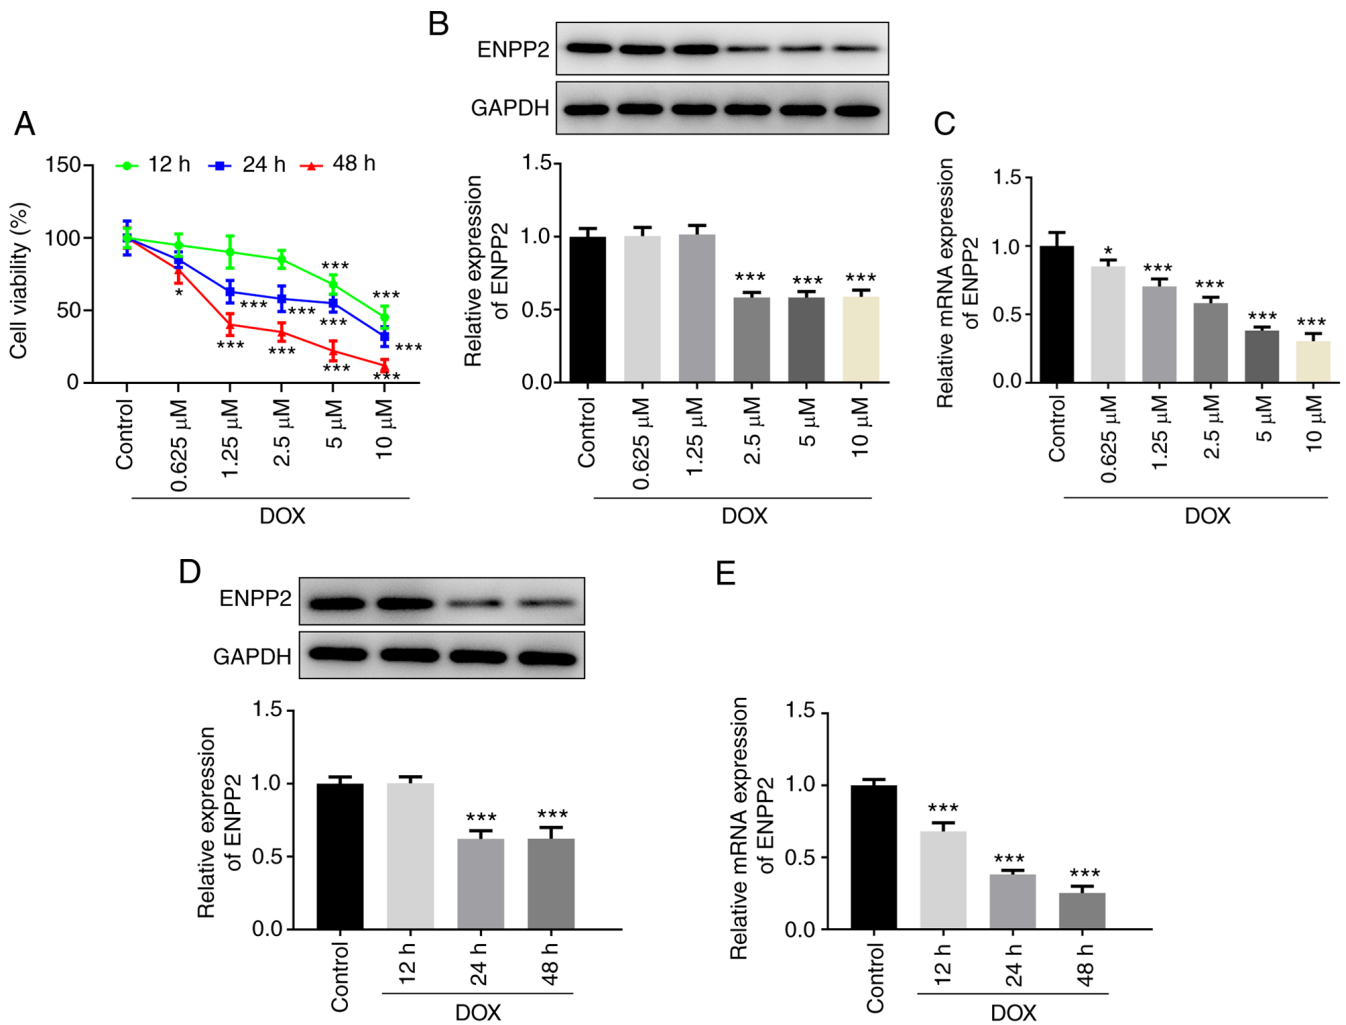 A
150
100
50
0
Cell viability (%)
12 h
24 h
48 h
***
***
***
***
***
***
*
***
***
***
***
Control
0.625 μM
1.25 μM
2.5 μM
5 μM
10 μM
DOX
B
ENPP2
GAPDH
1.5
1.0
0.5
0.0
Relative expression
of ENPP2
***
***
***
Control
0.625 μM
1.25 μM
2.5 μM
5 μM
10 μM
DOX
C
1.5
1.0
0.5
0.0
Relative mRNA expression
of ENPP2
*
***
***
***
***
Control
0.625 μM
1.25 μM
2.5 μM
5 μM
10 μM
DOX
D
ENPP2
GAPDH
1.5
1.0
0.5
0.0
Relative expression
of ENPP2
***
***
Control
12 h
24 h
48 h
DOX
E
1.5
1.0
0.5
0.0
Relative mRNA expression
of ENPP2
***
***
***
Control
12 h
24 h
48 h
DOX